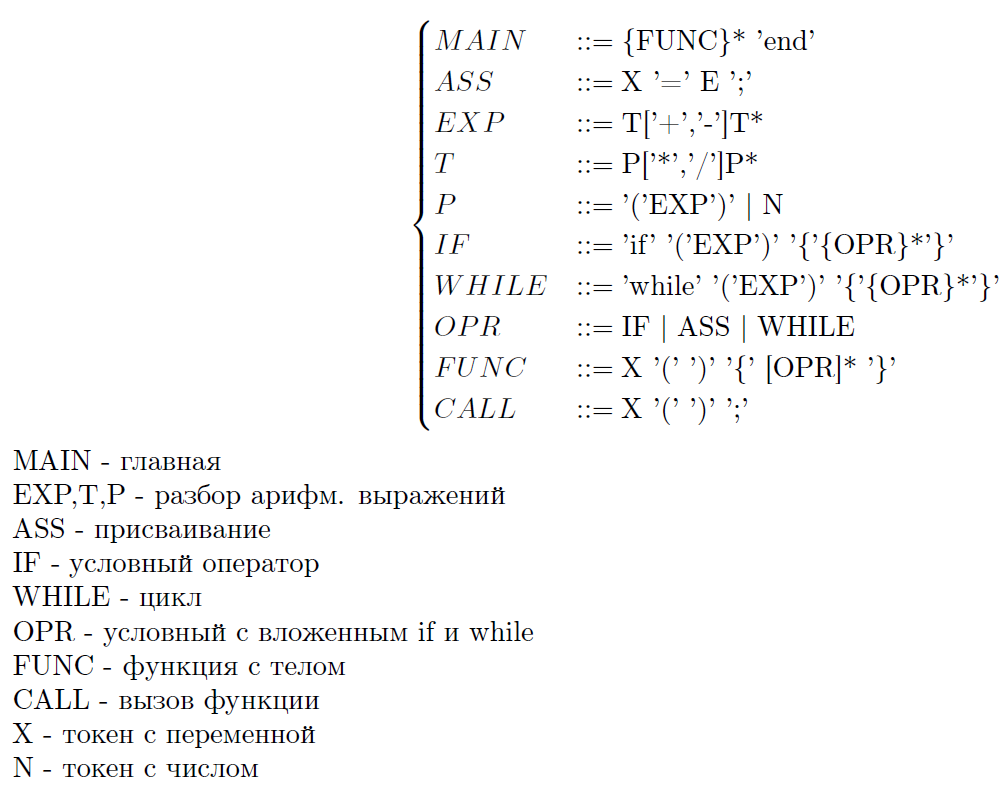 MAIN ::= {FUNC}* 'end'
ASS ::= X '=' E ';'
EXP ::= T['+','-']T*
T ::= P['*','/']P*
P ::= '('EXP')' | N
IF ::= 'if' '('EXP')' '{'{OPR}*'}'
WHILE ::= 'while' '('EXP')' '{'{OPR}*'}'
OPR ::= IF | ASS | WHILE
FUNC ::= X '(' ')' '{' [OPR]* '}'
CALL ::= X '(' ')' ';'
MAIN - главная
EXP,T,P - разбор арифм. выражений
ASS - присваивание
IF - условный оператор
WHILE - цикл
OPR - условный с вложенным if и while
FUNC - функция с телом
CALL - вызов функции
X - токен с переменной
N - токен с числом